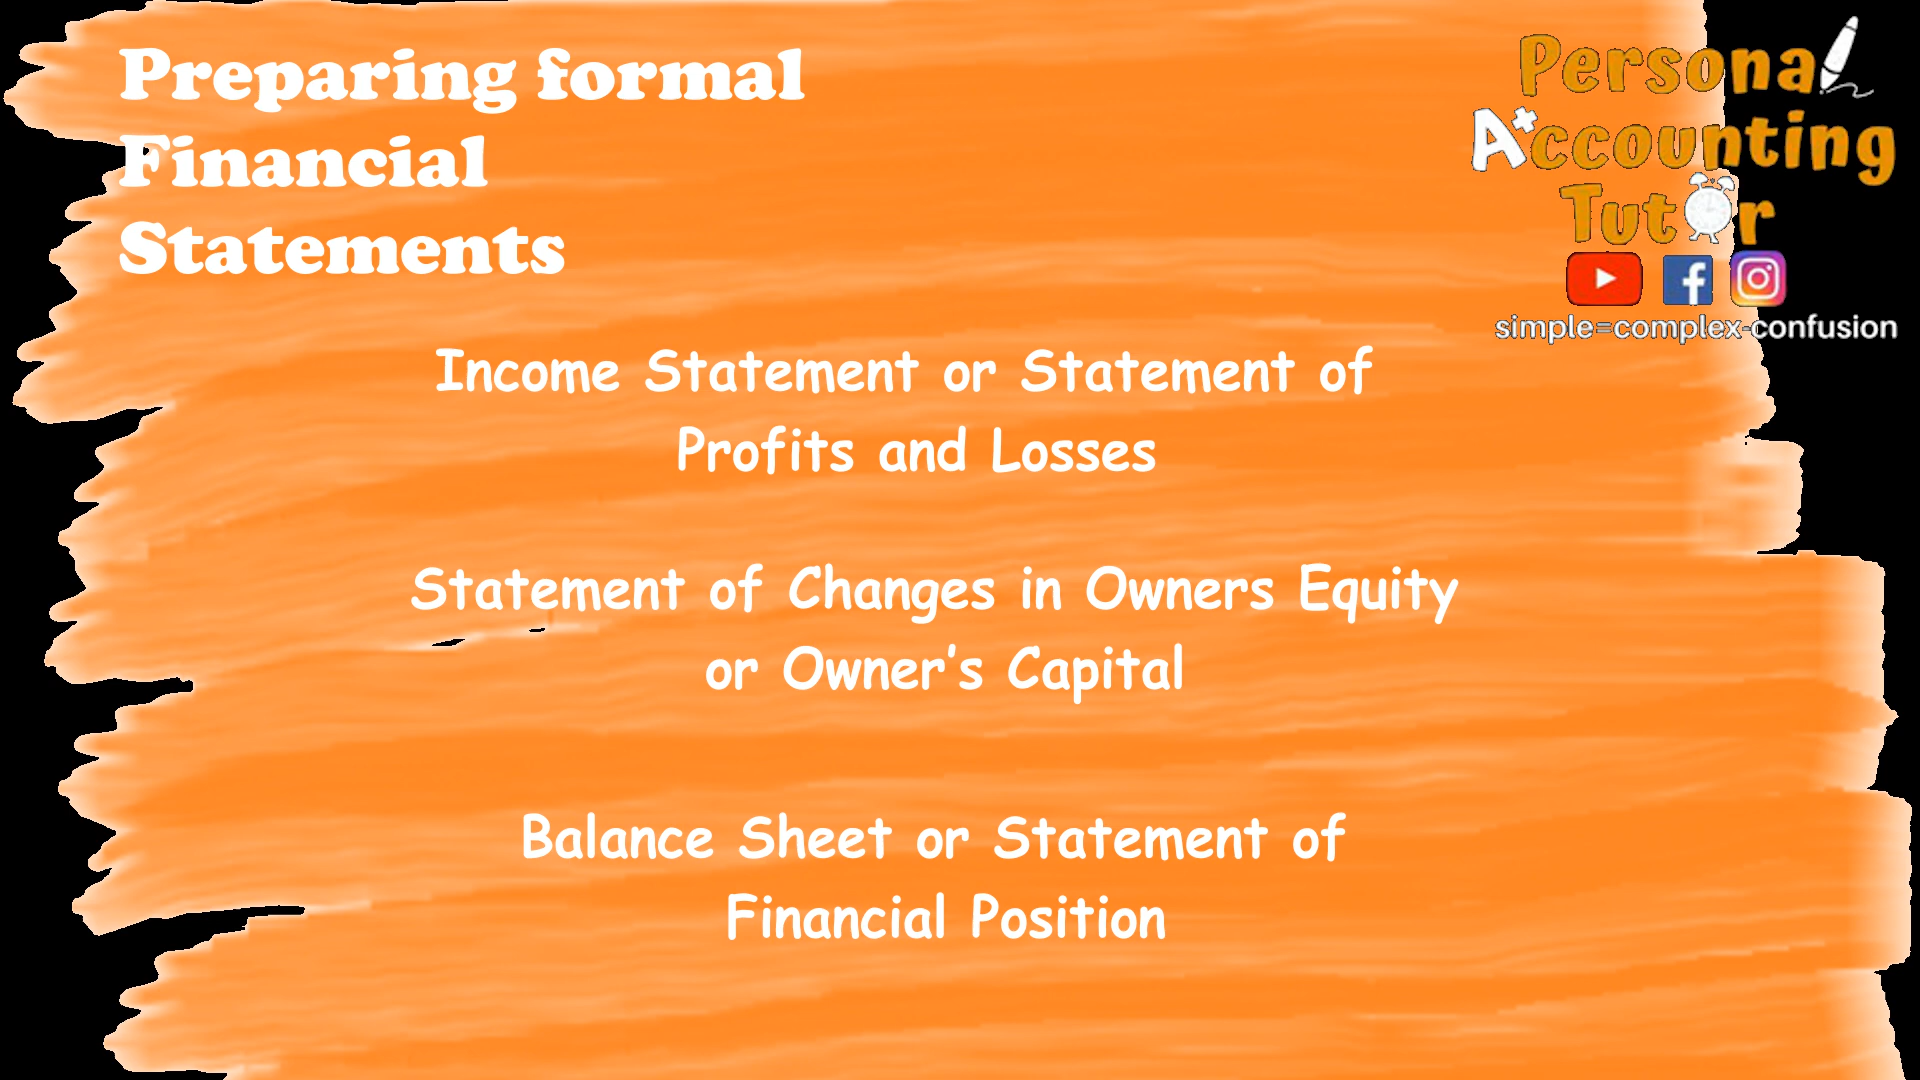 Preparing formal
Financial
Statements
Personal
A+ccounting
Tutor
simple=complex-confusion
Income Statement or Statement of
Profits and Losses
Statement of Changes in Owners Equity
or Owner’s Capital
Balance Sheet or Statement of
Financial Position